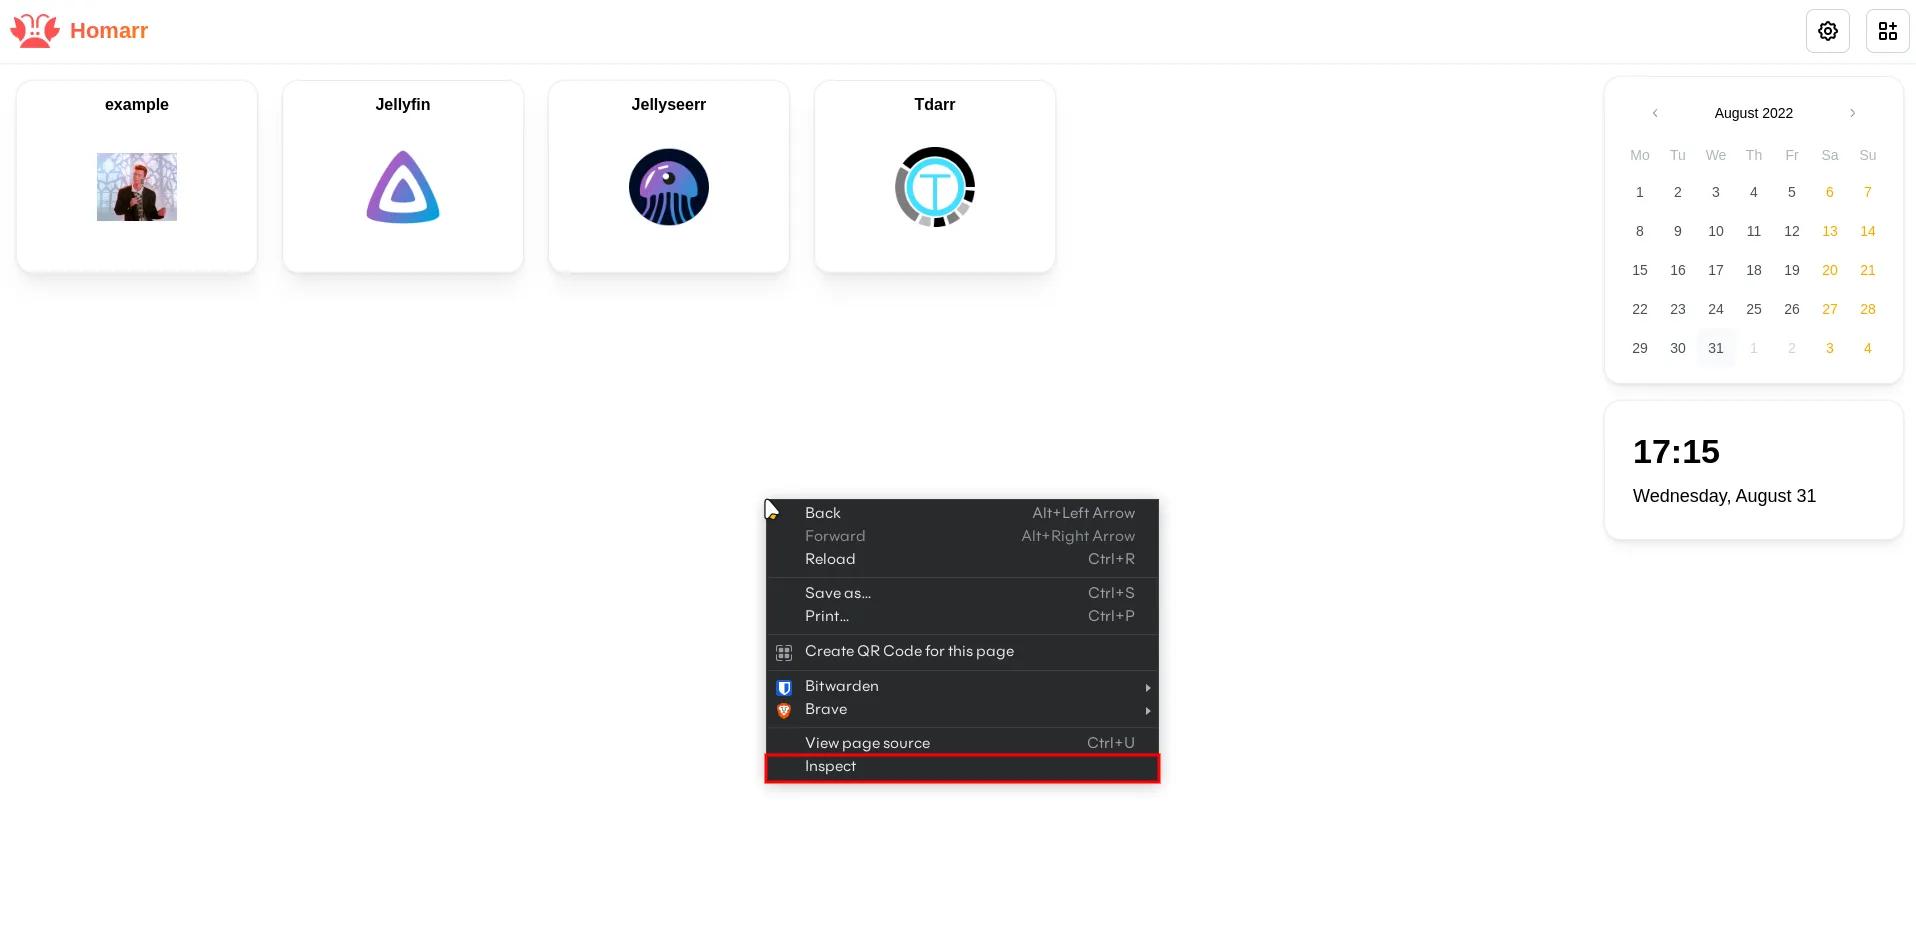 Homarr
example
Jellyfin
Jellyseerr
Tdarr
August 2022
Mo Tu We Th Fr Sa Su
1 2 3 4 5 6 7
8 9 10 11 12 13 14
15 16 17 18 19 20 21
22 23 24 25 26 27 28
29 30 31 1 2 3 4
17:15
Wednesday, August 31
Back Alt+Left Arrow
Forward Alt+Right Arrow
Reload Ctrl+R
Save as... Ctrl+S
Print... Ctrl+P
Create QR Code for this page
Bitwarden
Brave
View page source Ctrl+U
Inspect